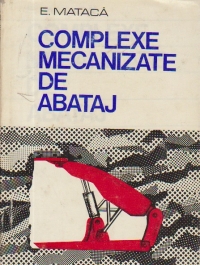 E. MATACĂ
COMPLEXE
MECANIZATE
DE
ABATAJ